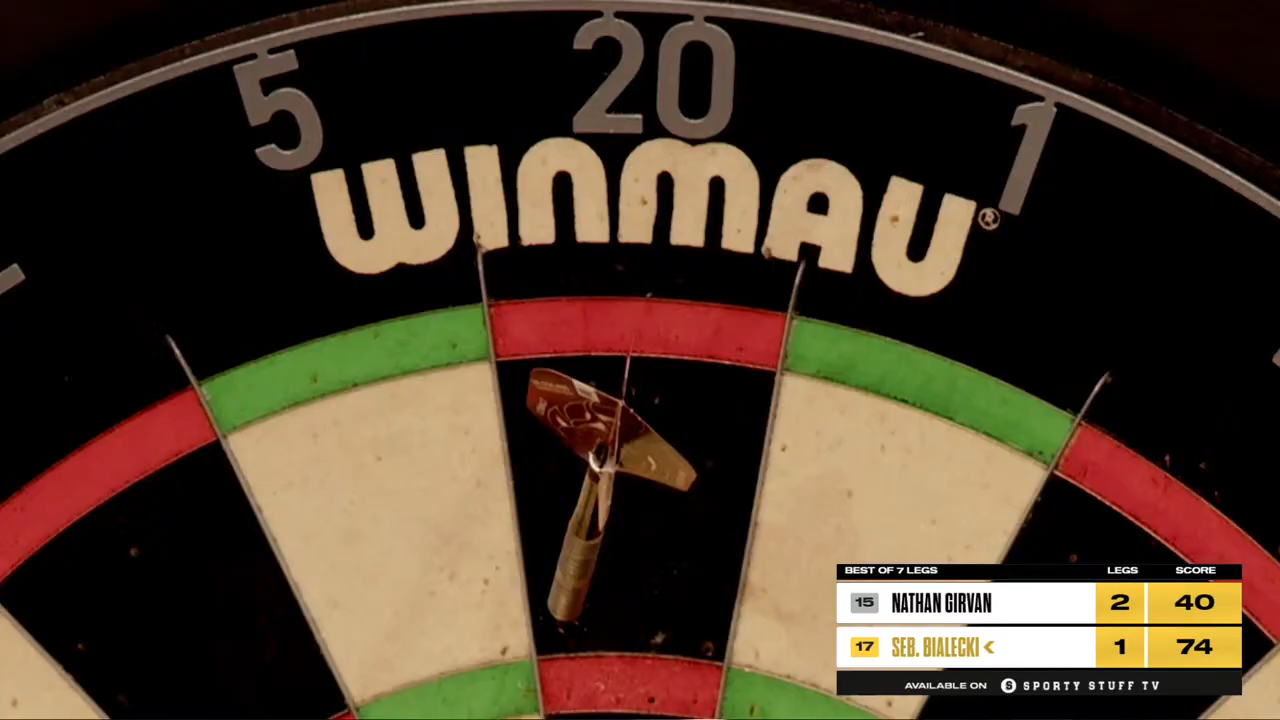 5 20 1
WINMAU®
BEST OF 7 LEGS LEGS SCORE
15 NATHAN GIRVAN 2 40
17 SEB. BIALECKI < 1 74
AVAILABLE ON S SPORTY STUFF TV